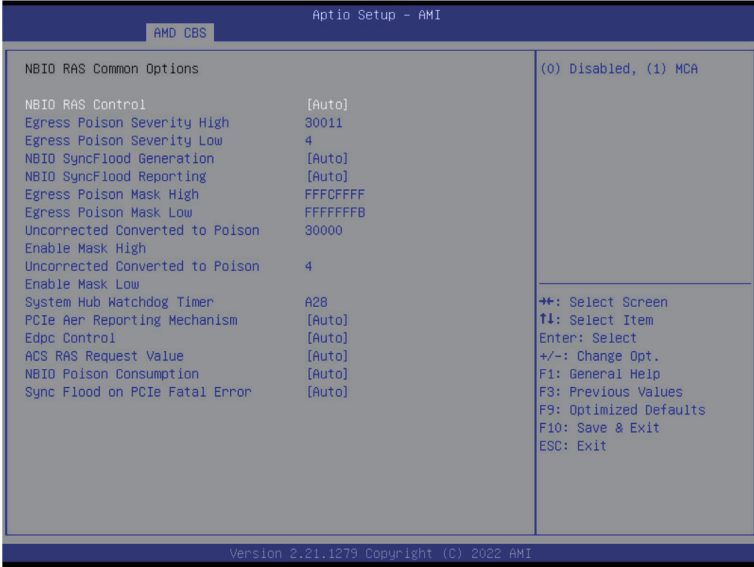 Aptio Setup – AMI
AMD CBS
NBIO RAS Common Options
(0) Disabled, (1) MCA
NBIO RAS Control [Auto]
Egress Poison Severity High 30011
Egress Poison Severity Low 4
NBIO SyncFlood Generation [Auto]
NBIO SyncFlood Reporting [Auto]
Egress Poison Mask High FFFCFFFF
Egress Poison Mask Low FFFFFFFB
Uncorrected Converted to Poison 30000
Enable Mask High
Uncorrected Converted to Poison 4
Enable Mask Low
System Hub Watchdog Timer A28
PCIe Aer Reporting Mechanism [Auto]
Edpc Control [Auto]
ACS RAS Request Value [Auto]
NBIO Poison Consumption [Auto]
Sync Flood on PCIe Fatal Error [Auto]
→←: Select Screen
↑↓: Select Item
Enter: Select
+/-: Change Opt.
F1: General Help
F3: Previous Values
F9: Optimized Defaults
F10: Save & Exit
ESC: Exit
Version 2.21.1279 Copyright (C) 2022 AMI